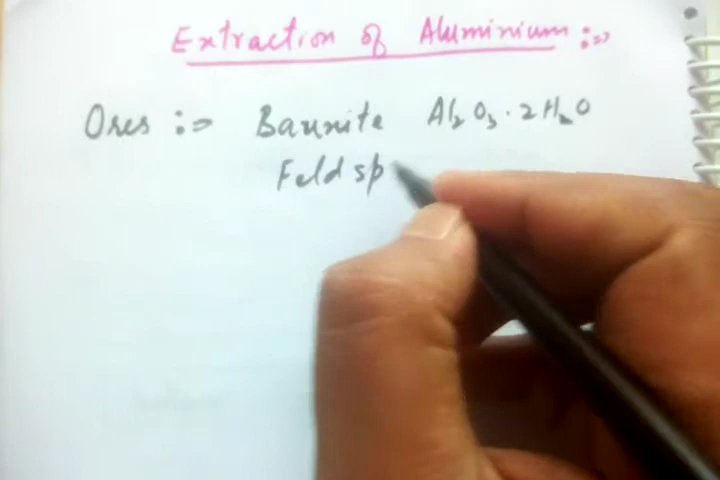 Extraction of Aluminium :->
Ores :-> Bauxite Al₂O₃·2H₂O
Feldsp